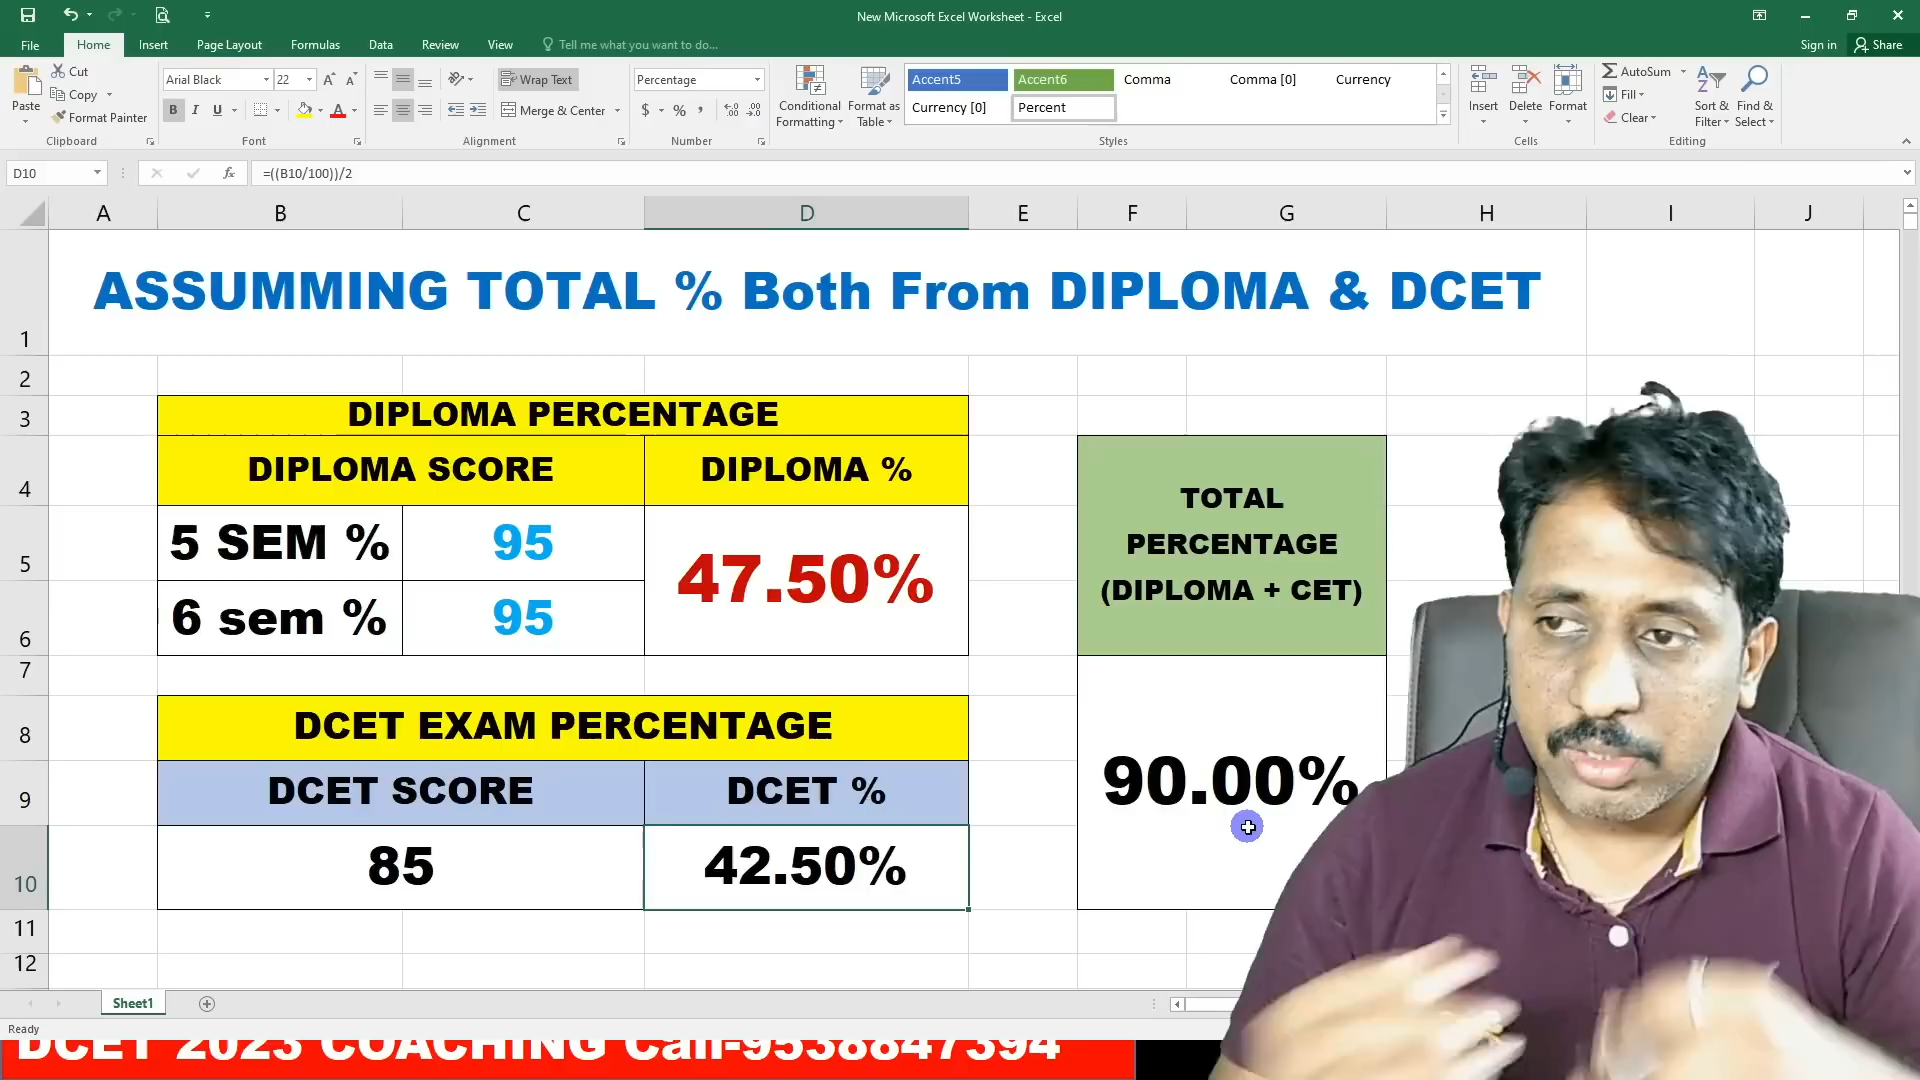 New Microsoft Excel Worksheet - Excel
File Home Insert Page Layout Formulas Data Review View Tell me what you want to do... Sign in Share
Paste Cut Copy Format Painter Clipboard
Arial Black 22 B I U Font
Wrap Text Merge & Center Alignment
Percentage $ % Number
Conditional Formatting Format as Table
Accent5 Accent6 Comma Comma [0] Currency
Currency [0] Percent
Styles
Insert Delete Format Cells
AutoSum Fill Clear Sort & Filter Find & Select Editing
D10 fx =((B10/100))/2
A B C D E F G H I J
1 ASSUMMING TOTAL % Both From DIPLOMA & DCET
2
3 DIPLOMA PERCENTAGE
4 DIPLOMA SCORE DIPLOMA %
5 5 SEM % 95 47.50%
6 6 sem % 95
TOTAL
PERCENTAGE
(DIPLOMA + CET)
90.00%
7
8 DCET EXAM PERCENTAGE
9 DCET SCORE DCET %
10 85 42.50%
11
12
Sheet1
Ready
DCET 2023 COACHING Call-9538847394